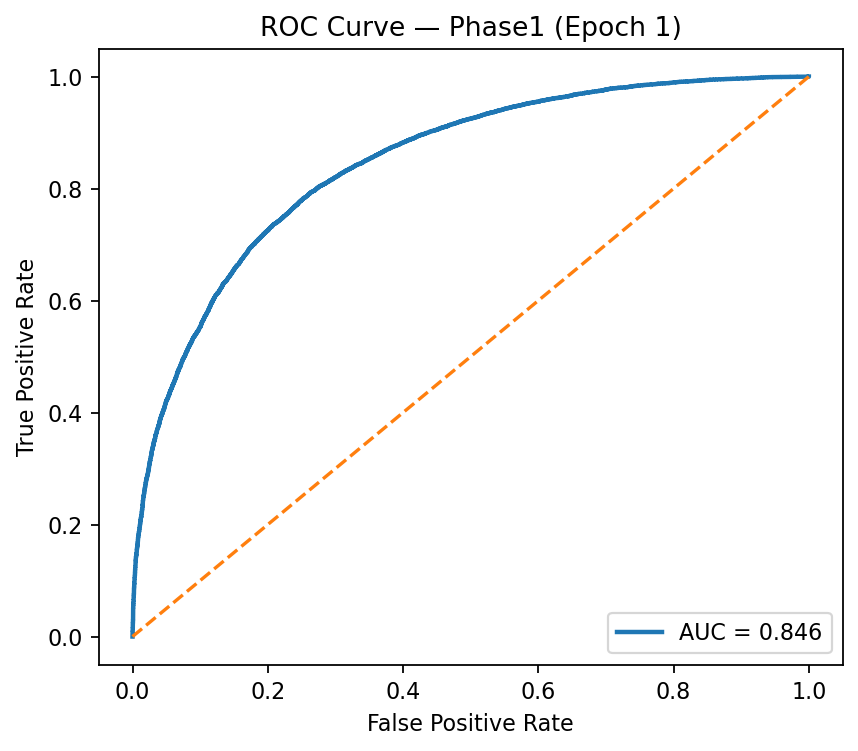 ROC Curve — Phase1 (Epoch 1)
True Positive Rate
1.0
0.8
0.6
0.4
0.2
0.0
AUC = 0.846
0.0 0.2 0.4 0.6 0.8 1.0
False Positive Rate